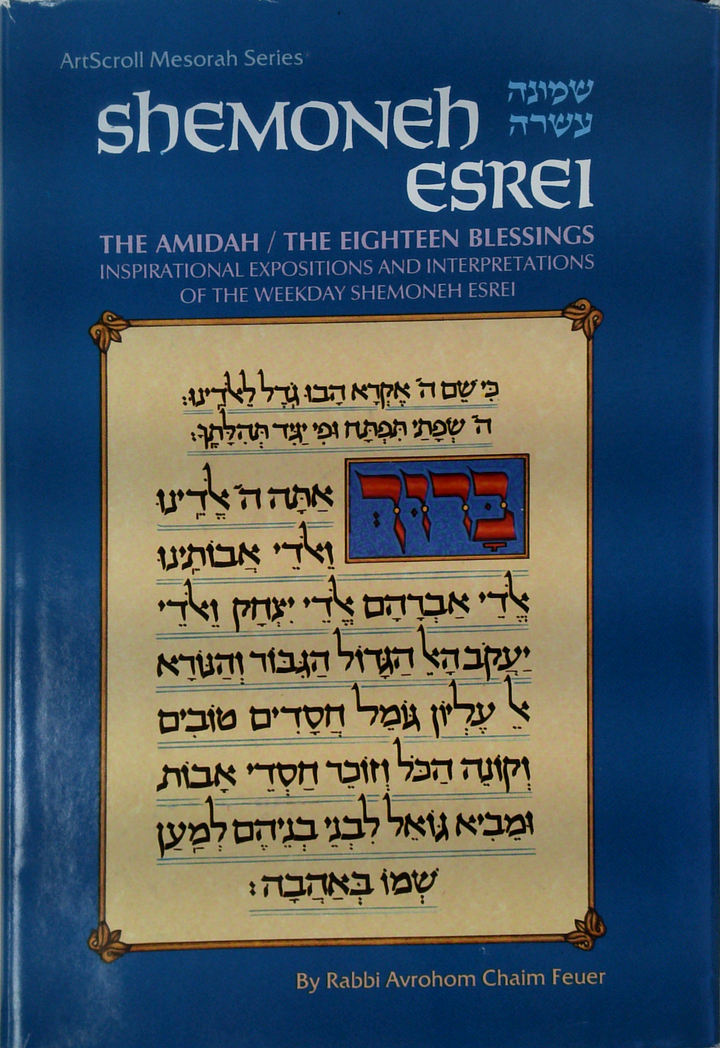 ArtScroll Mesorah Series®
SHEMONEH שמונה
ESREI עשרה
THE AMIDAH / THE EIGHTEEN BLESSINGS
INSPIRATIONAL EXPOSITIONS AND INTERPRETATIONS
OF THE WEEKDAY SHEMONEH ESREI
כִּי שֵׁם ה׳ אֶקְרָא הָבוּ גֹדֶל לֵאלֹדֵינוּ:
ה׳ שְׂפָתַי תִּפְתָּח וּפִי יַגִּיד תְּהִלָּתֶךָ:
בָּרוּךְ אַתָּה ה׳ אֱלֹדֵינוּ
וֵאלֹדֵי אֲבוֹתֵינוּ
אֱלֹדֵי אַבְרָהָם אֱלֹדֵי יִצְחָק וֵאלֹדֵי
יַעֲקֹב הָאֵל הַגָּדוֹל הַגִּבּוֹר וְהַנּוֹרָא
אֵל עֶלְיוֹן גּוֹמֵל חֲסָדִים טוֹבִים
וְקוֹנֵה הַכֹּל וְזוֹכֵר חַסְדֵי אָבוֹת
וּמֵבִיא גוֹאֵל לִבְנֵי בְנֵיהֶם לְמַעַן
שְׁמוֹ בְּאַהֲבָה:
By Rabbi Avrohom Chaim Feuer